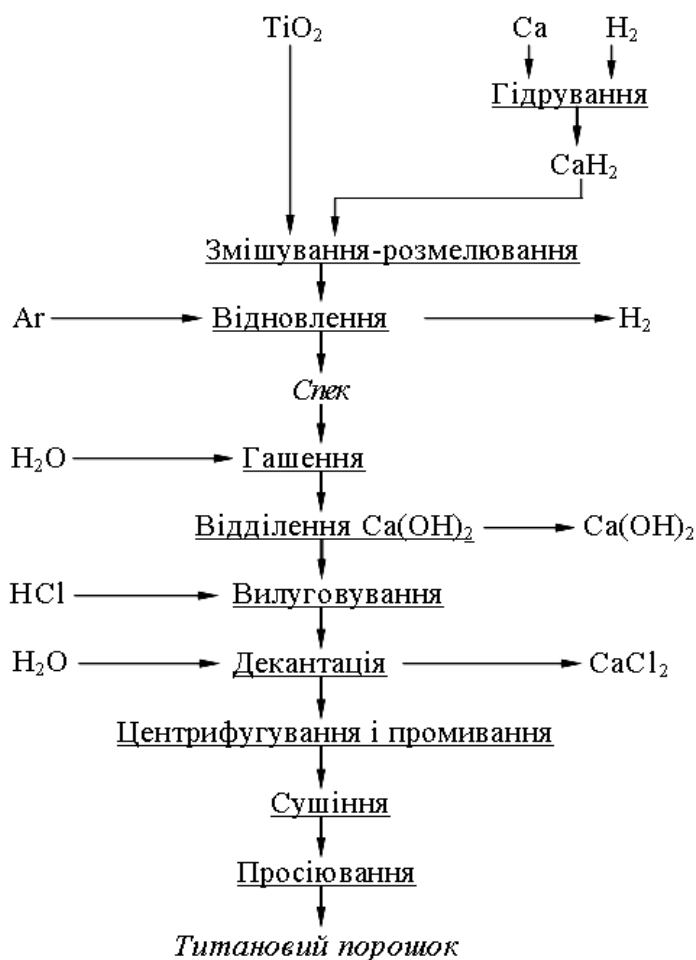 TiO₂ Ca H₂
Гідрування
CaH₂
Змішування-розмелювання
Ar Відновлення H₂
Спек
H₂O Гашення
Відділення Ca(OH)₂ Ca(OH)₂
HCl Вилуговування
H₂O Декантація CaCl₂
Центрифугування і промивання
Сушіння
Просіювання
Титановий порошок